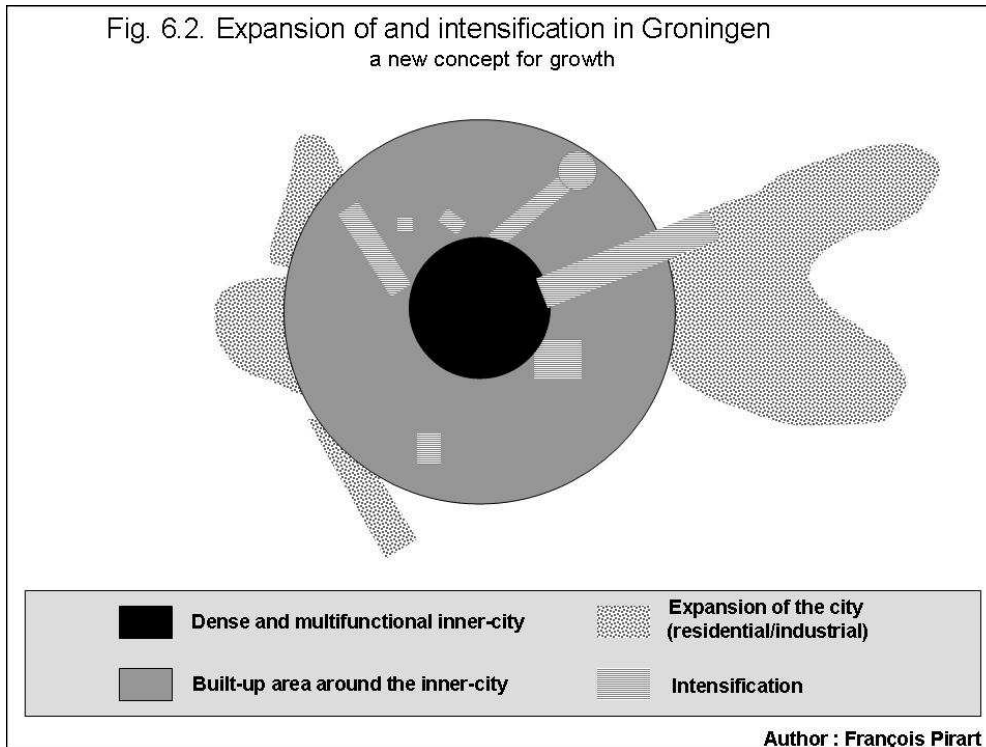 Fig. 6.2. Expansion of and intensification in Groningen
a new concept for growth
Dense and multifunctional inner-city
Expansion of the city
(residential/industrial)
Built-up area around the inner-city
Intensification
Author : François Pirart